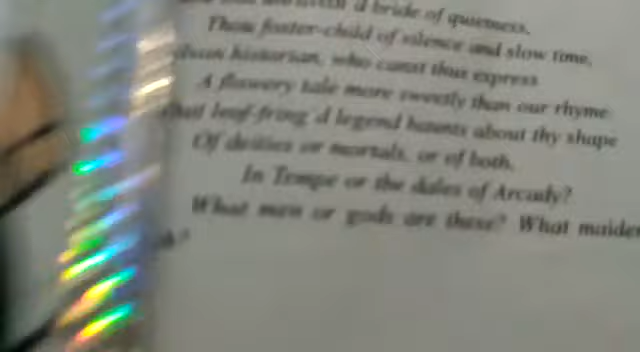 bride of quietness,
Thou foster-child of silence and slow time,
historian, who canst thus express
A flowery tale more sweetly than our rhyme
leaf-fring'd legend haunts about thy shape
Of deities or mortals, or of both,
In Tempe or the dales of Arcady?
What men or gods are these? What maiden